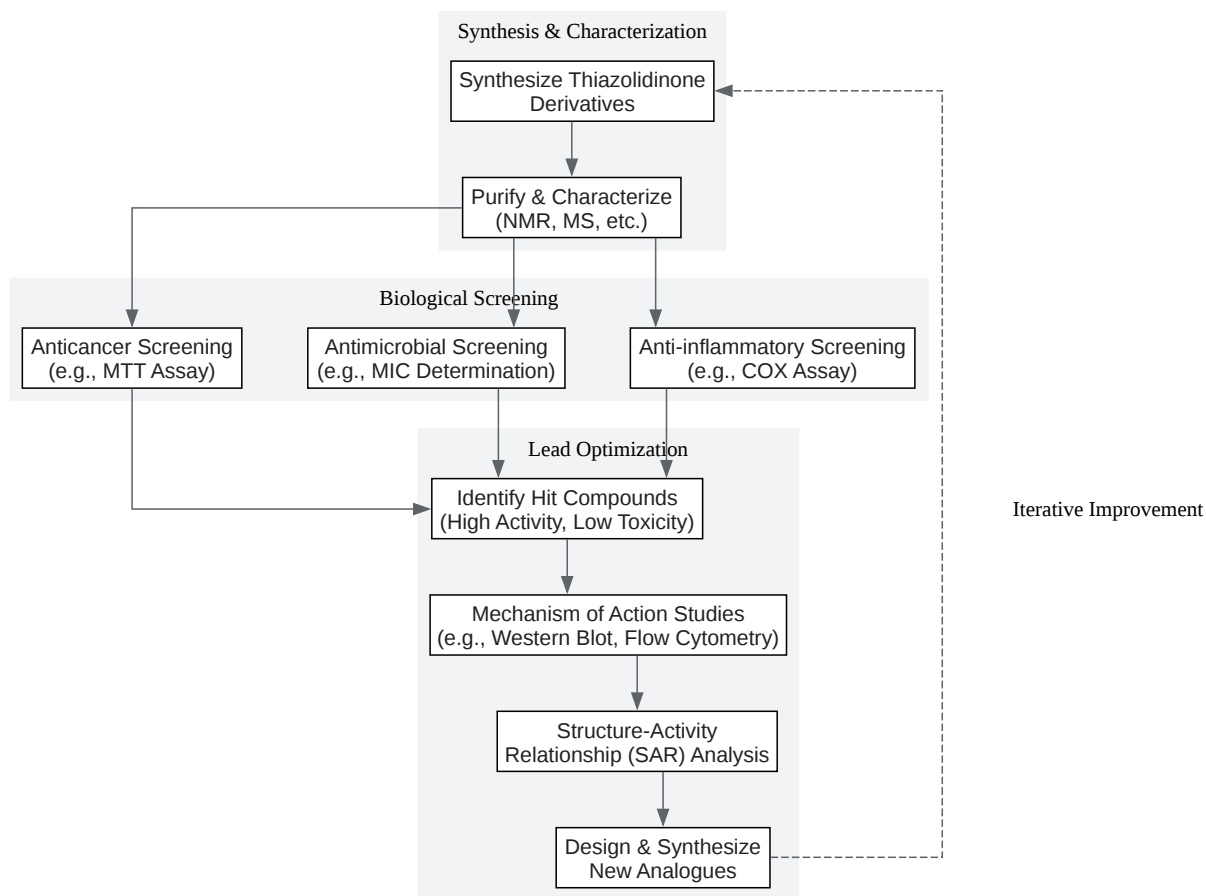 Synthesis & Characterization
Synthesize Thiazolidinone
Derivatives
Purify & Characterize
(NMR, MS, etc.)
Biological Screening
Anticancer Screening
(e.g., MTT Assay)
Antimicrobial Screening
(e.g., MIC Determination)
Anti-inflammatory Screening
(e.g., COX Assay)
Lead Optimization
Identify Hit Compounds
(High Activity, Low Toxicity)
Iterative Improvement
Mechanism of Action Studies
(e.g., Western Blot, Flow Cytometry)
Structure-Activity
Relationship (SAR) Analysis
Design & Synthesize
New Analogues